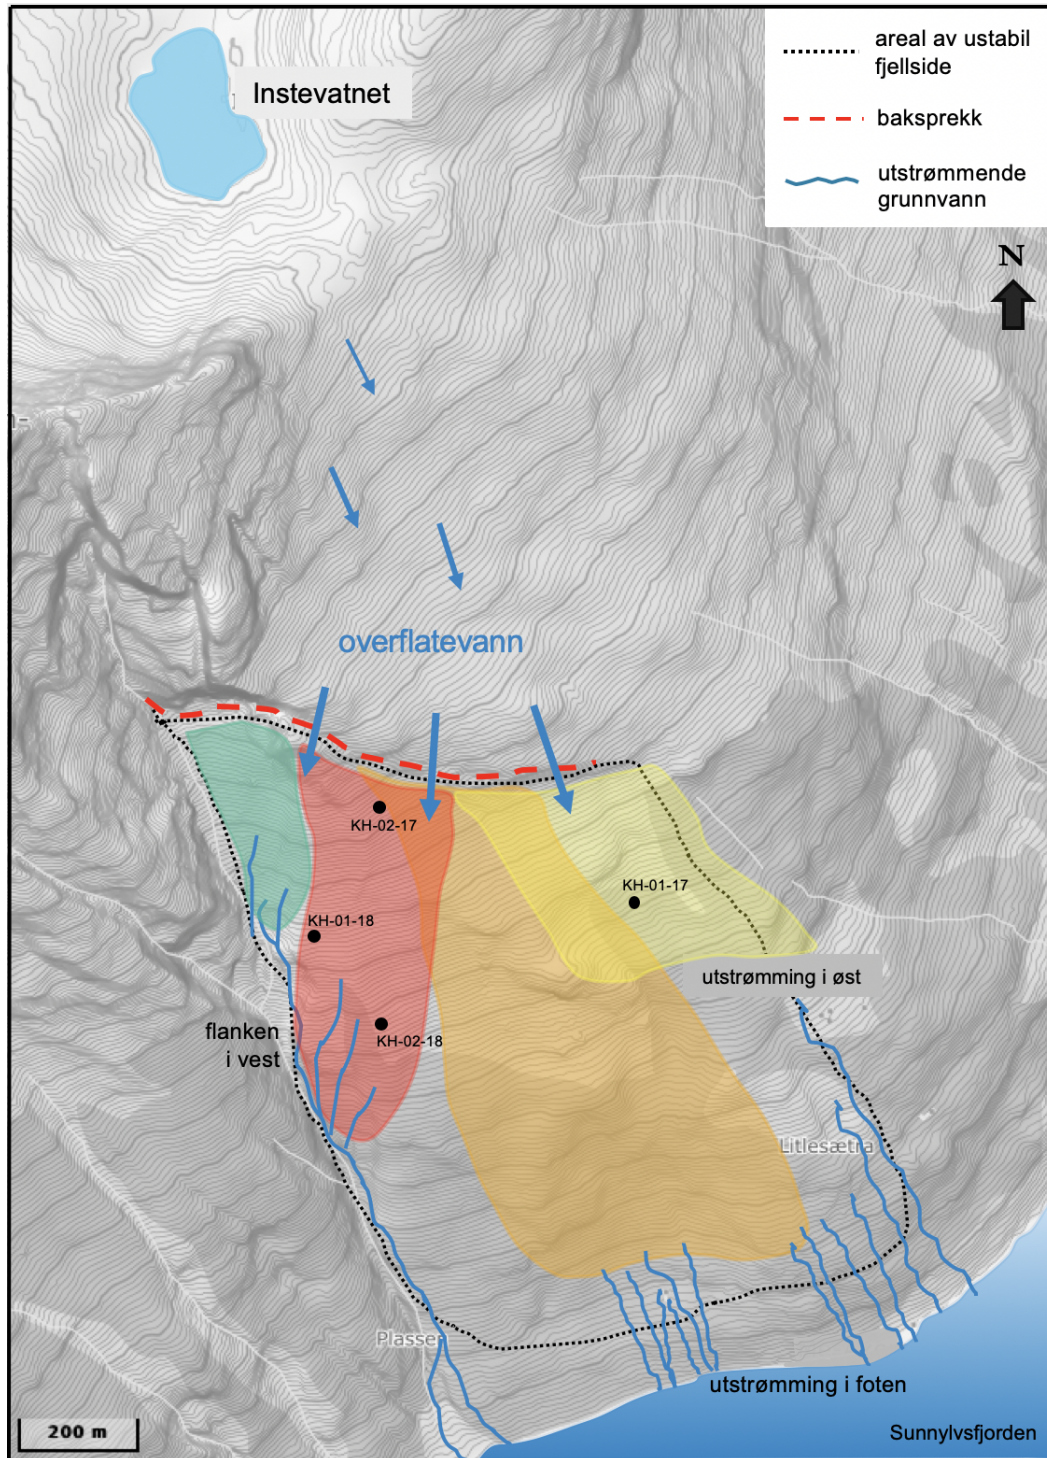 areal av ustabil
fjellside
baksprekk
utstrømmende
grunnvann
Instevatnet
N
overflatevann
KH-02-17
KH-01-17
KH-01-18
utstrømming i øst
flanken
i vest
KH-02-18
Litlesætra
Plassen
utstrømming i foten
200 m
Sunnylvsfjorden